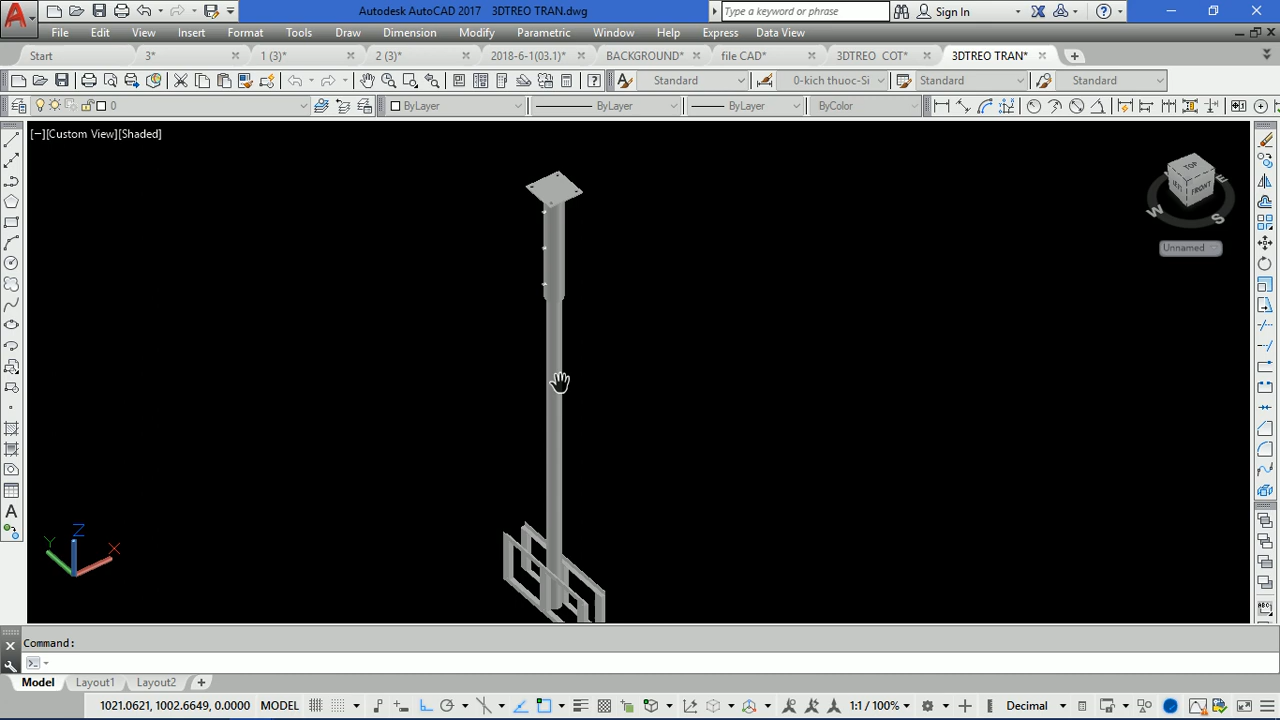 Autodesk AutoCAD 2017 3DTREO TRAN.dwg
Type a keyword or phrase
Sign In
File Edit View Insert Format Tools Draw Dimension Modify Parametric Window Help Express Data View
Start 3* 1 (3)* 2 (3)* 2018-6-1(03.1)* BACKGROUND* file CAD* 3DTREO COT* 3DTREO TRAN*
Standard 0-kich thuoc-Si Standard Standard
0 ByLayer ByLayer ByLayer ByColor
[−][Custom View][Shaded]
TOP
FRONT
E
W
S
Unnamed
Z
Y
X
A
Command:
Model Layout1 Layout2
1021.0621, 1002.6649, 0.0000 MODEL 1:1 / 100% Decimal